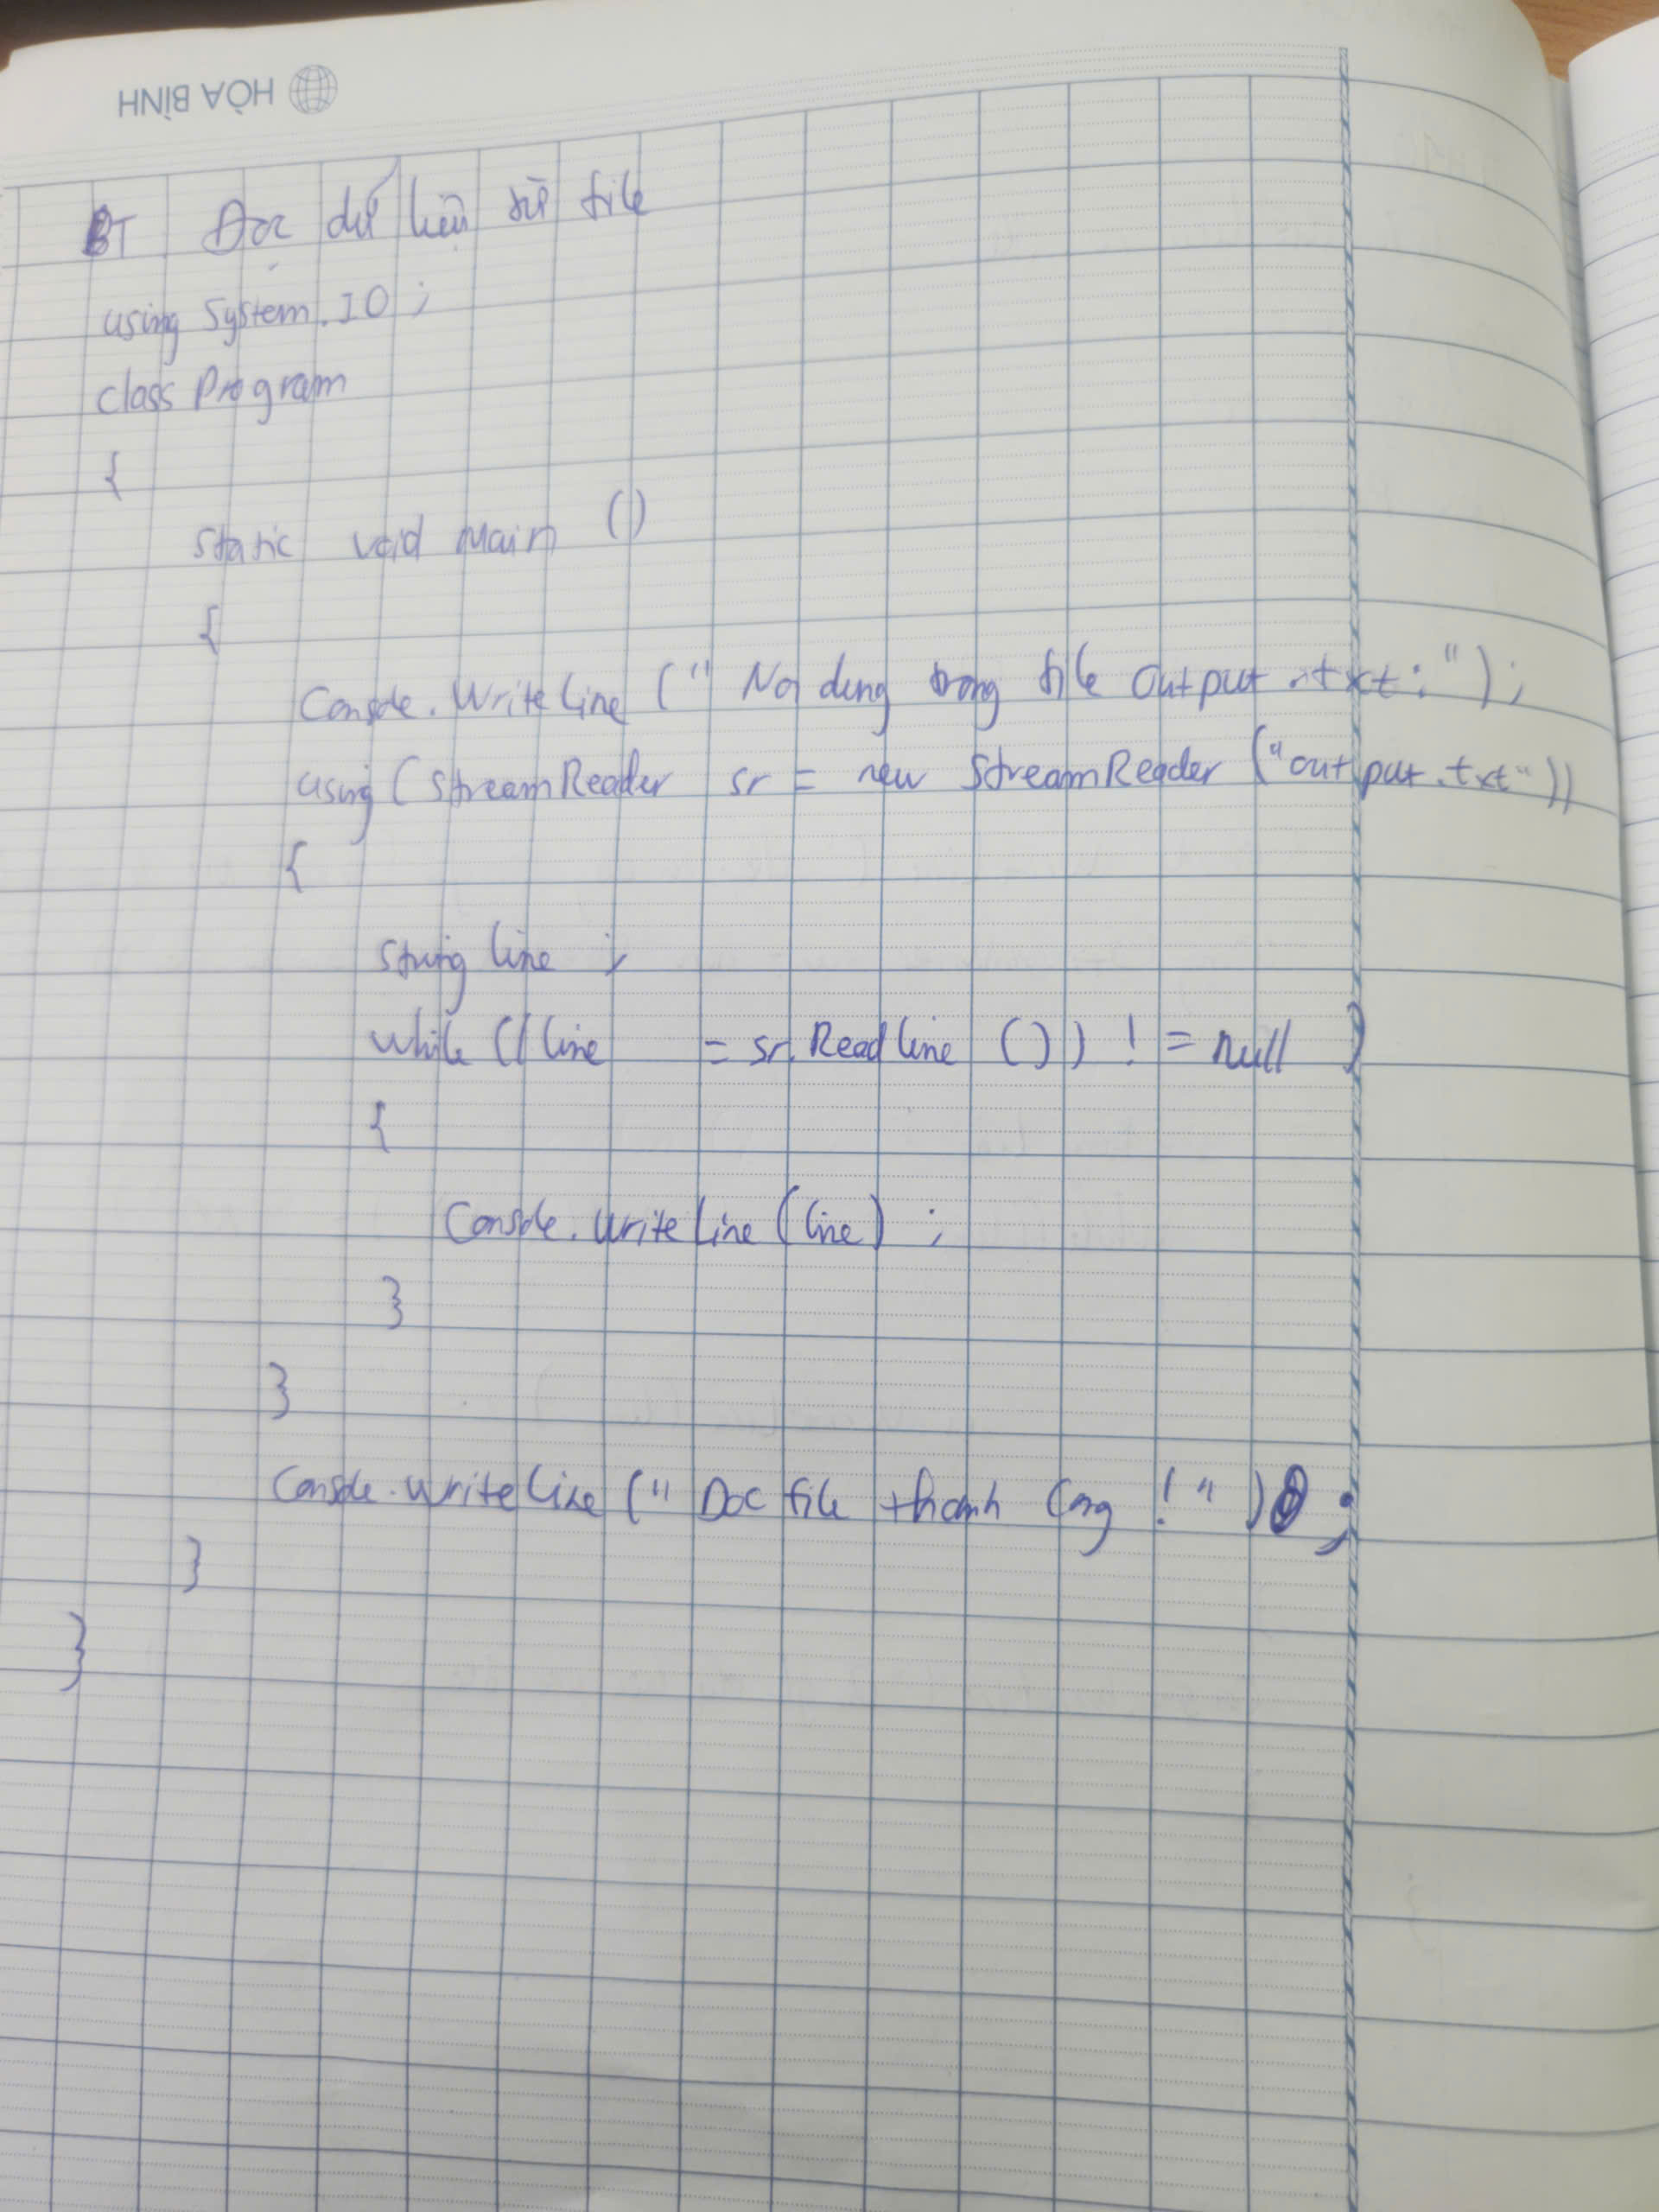 HÒA BÌNH
BT Đọc dữ liệu từ file
using System.IO;
class Program
{
static void Main ()
{
Console.WriteLine (" Noi dung trong file output.txt: ");
using (StreamReader sr = new StreamReader ("output.txt"))
{
string line ;
while ((line = sr.ReadLine ()) != null )
{
Console.WriteLine (line) ;
}
}
Console.WriteLine (" Doc file thanh cong ! ") ;
}
}